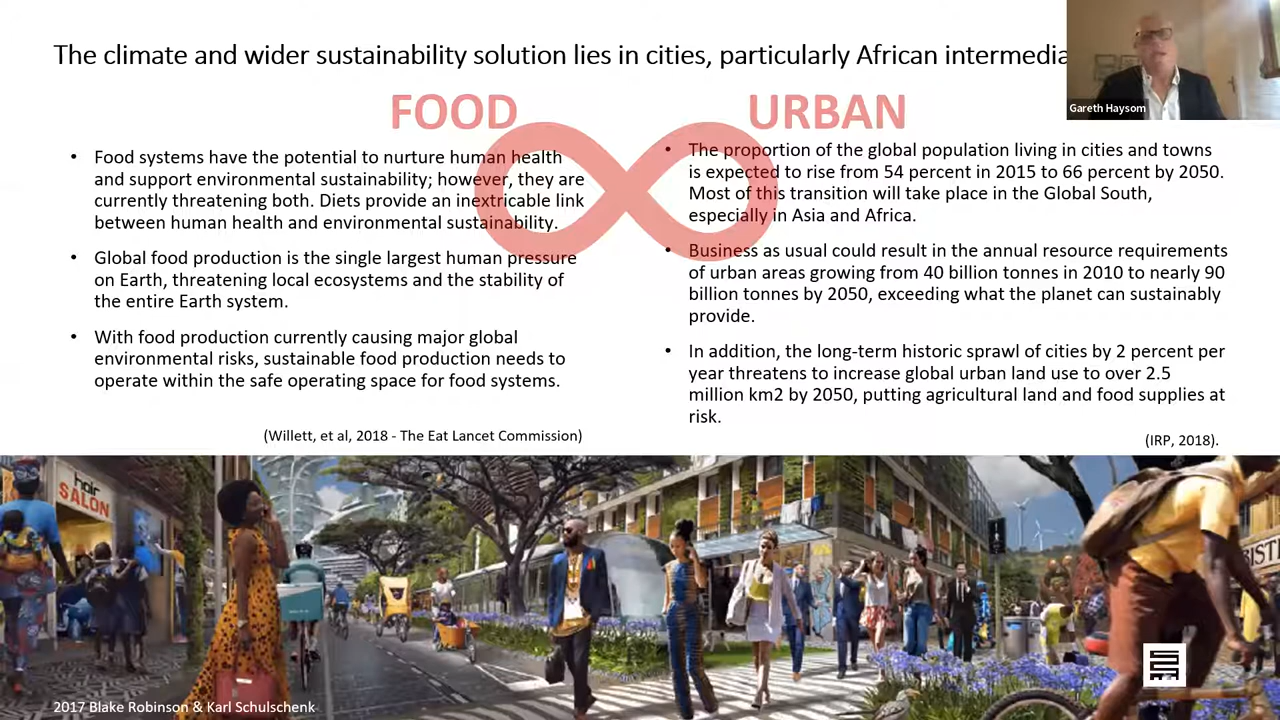 The climate and wider sustainability solution lies in cities, particularly African intermedia
Gareth Haysom
FOOD
Food systems have the potential to nurture human health
and support environmental sustainability; however, they are
currently threatening both. Diets provide an inextricable link
between human health and environmental sustainability.
Global food production is the single largest human pressure
on Earth, threatening local ecosystems and the stability of
the entire Earth system.
With food production currently causing major global
environmental risks, sustainable food production needs to
operate within the safe operating space for food systems.
(Willett, et al, 2018 - The Eat Lancet Commission)
URBAN
The proportion of the global population living in cities and towns
is expected to rise from 54 percent in 2015 to 66 percent by 2050.
Most of this transition will take place in the Global South,
especially in Asia and Africa.
Business as usual could result in the annual resource requirements
of urban areas growing from 40 billion tonnes in 2010 to nearly 90
billion tonnes by 2050, exceeding what the planet can sustainably
provide.
In addition, the long-term historic sprawl of cities by 2 percent per
year threatens to increase global urban land use to over 2.5
million km2 by 2050, putting agricultural land and food supplies at
risk.
(IRP, 2018).
hair
SALON
2017 Blake Robinson & Karl Schulschenk